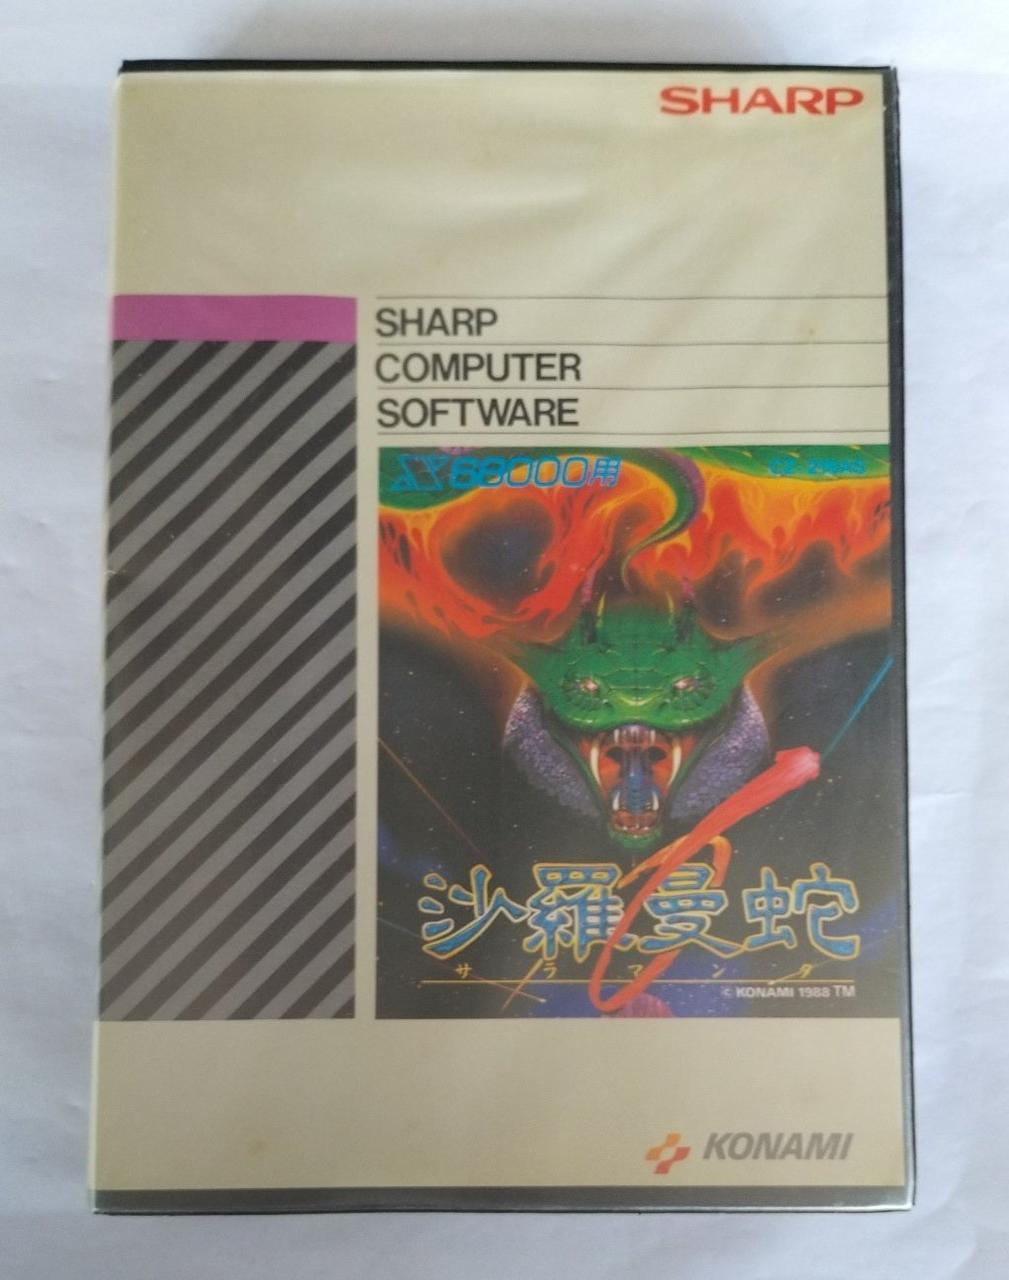 SHARP
SHARP
COMPUTER
SOFTWARE
X68000用
沙羅曼蛇
サラマンダ
© KONAMI 1988 TM
KONAMI